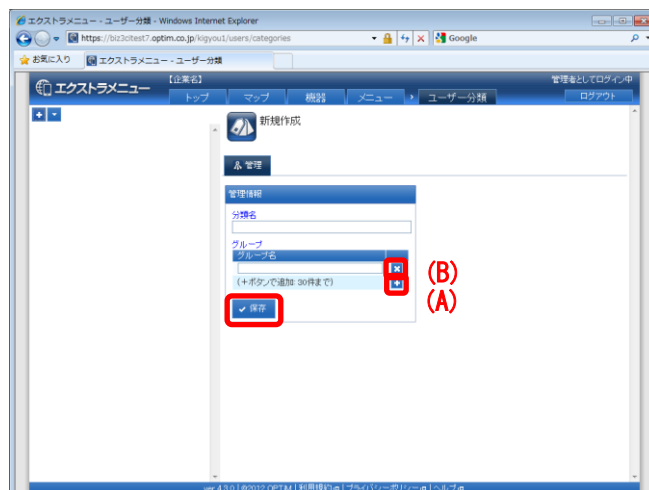 エクストラメニュー - ユーザー分類 - Windows Internet Explorer
https://biz3citest7.optim.co.jp/kigyou1/users/categories
Google
お気に入り
エクストラメニュー - ユーザー分類
エクストラメニュー
【企業名】
管理者としてログイン中
トップ
マップ
機器
メニュー
ユーザー分類
ログアウト
新規作成
管理
管理情報
分類名
グループ
グループ名
(B)
(+ボタンで追加: 30件まで)
(A)
保存
ver 4.3.0 | @2012 OPTiM | 利用規約 | プライバシーポリシー | ヘルプ